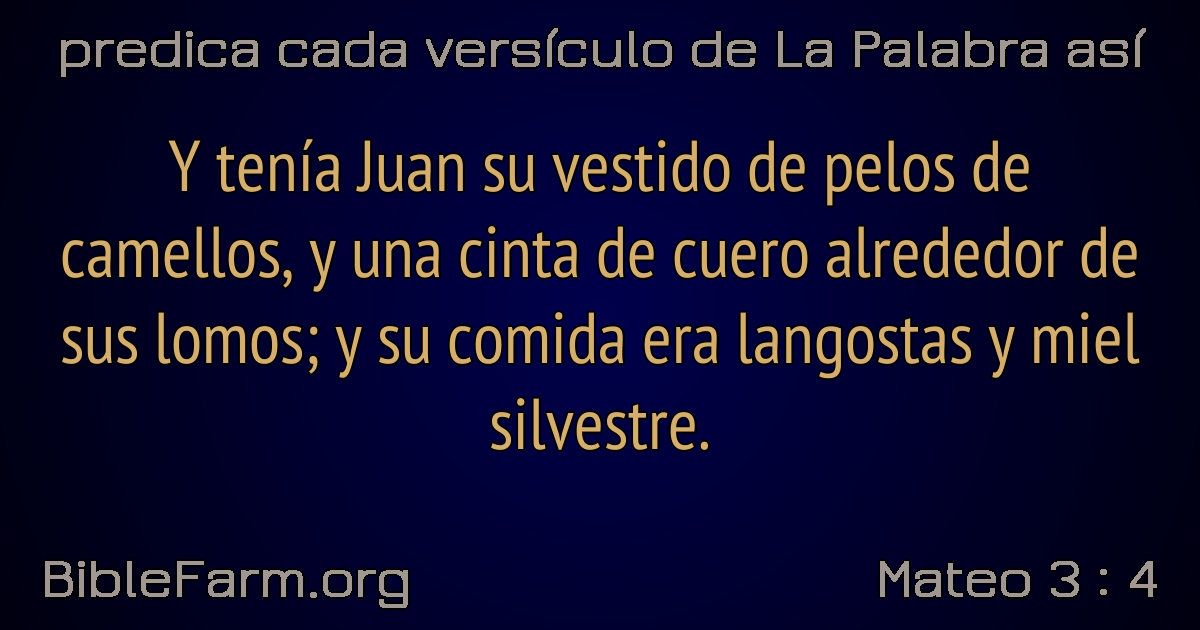 predica cada versículo de La Palabra así
Y tenía Juan su vestido de pelos de
camellos, y una cinta de cuero alrededor de
sus lomos; y su comida era langostas y miel
silvestre.
BibleFarm.org
Mateo 3 : 4